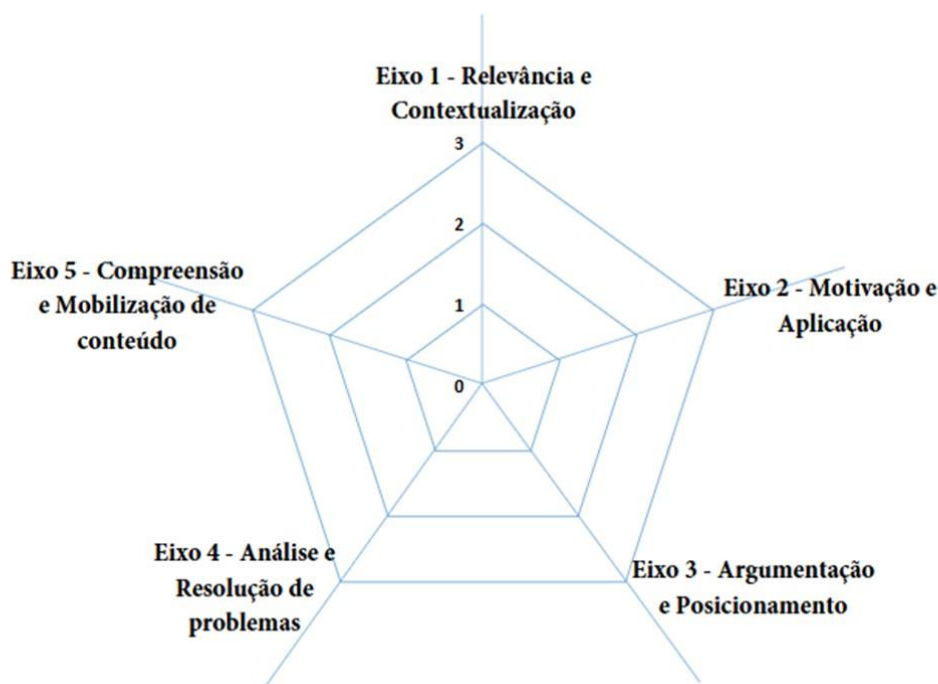 Eixo 1 - Relevância e
Contextualização
3
2
1
0
Eixo 2 - Motivação e
Aplicação
Eixo 3 - Argumentação
e Posicionamento
Eixo 4 - Análise e
Resolução de
problemas
Eixo 5 - Compreensão
e Mobilização de
conteúdo